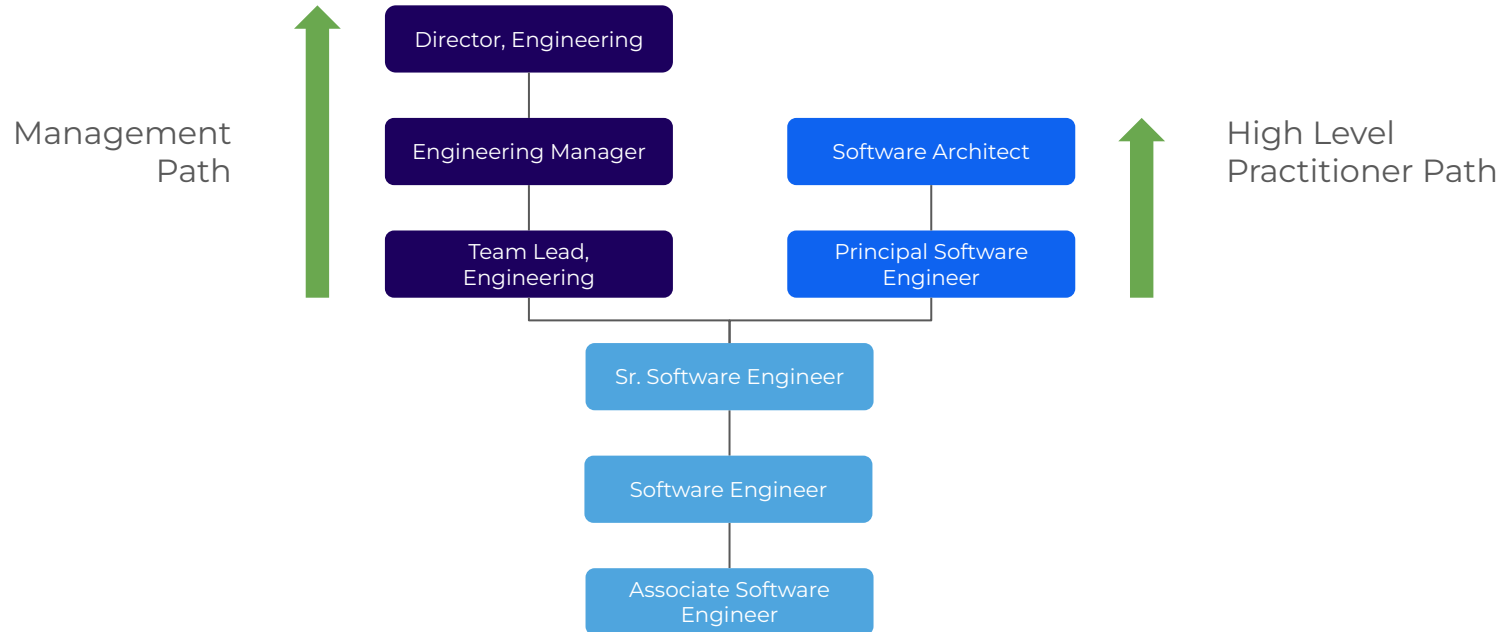 Director, Engineering
Management
Path
Engineering Manager
Software Architect
High Level
Practitioner Path
Team Lead,
Engineering
Principal Software
Engineer
Sr. Software Engineer
Software Engineer
Associate Software
Engineer